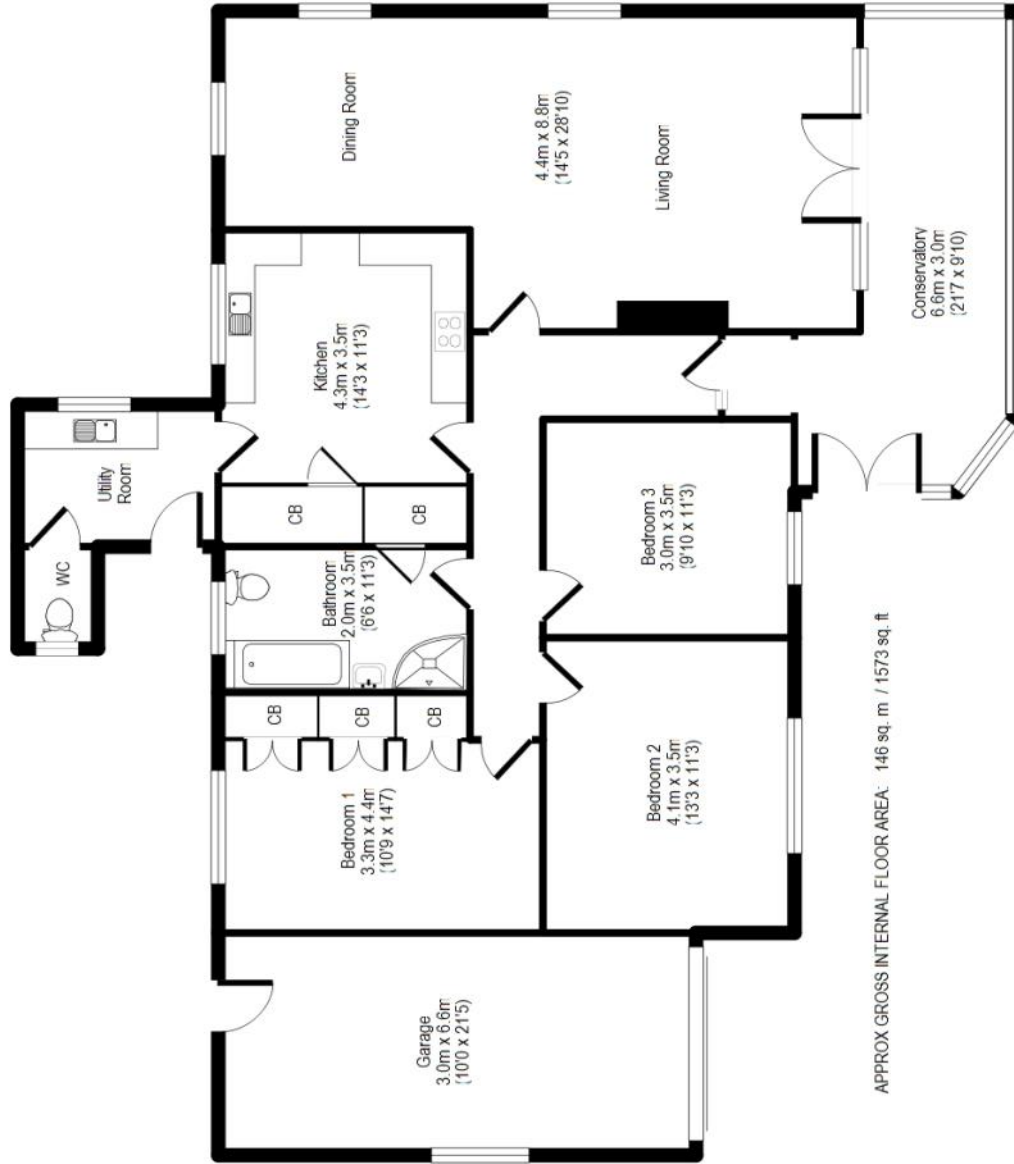 WC
Utility
Room
CB
CB
CB
CB
CB
Kitchen
4.3m x 3.5m
(14'3 x 11'3)
Dining Room
4.4m x 8.8m
(14'5 x 28'10)
Living Room
Bathroom
2.0m x 3.5m
(6'6 x 11'3)
Bedroom 1
3.3m x 4.4m
(10'9 x 14'7)
Garage
3.0m x 6.6m
(10'0 x 21'5)
Bedroom 2
4.1m x 3.5m
(13'3 x 11'3)
Bedroom 3
3.0m x 3.5m
(9'10 x 11'3)
Conservatory
6.6m x 3.0m
(21'7 x 9'10)
APPROX GROSS INTERNAL FLOOR AREA: 146 sq. m / 1573 sq. ft